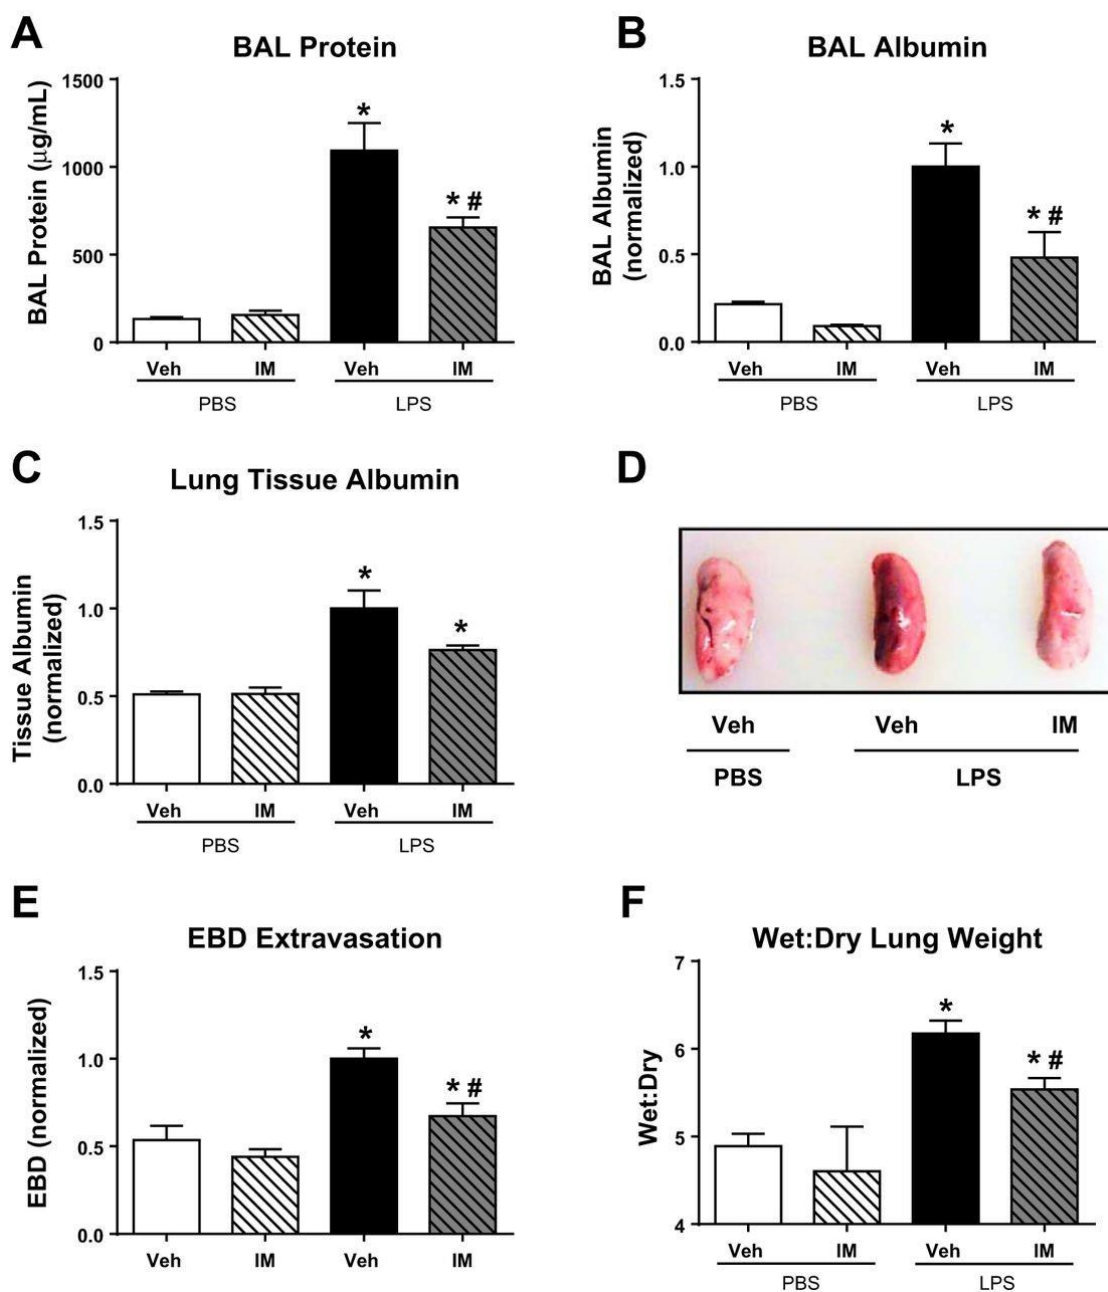 A
BAL Protein
BAL Protein (μg/mL)
1500
1000
500
0
*
* #
Veh IM Veh IM
PBS LPS
B
BAL Albumin
BAL Albumin
(normalized)
1.5
1.0
0.5
0.0
*
* #
Veh IM Veh IM
PBS LPS
C
Lung Tissue Albumin
Tissue Albumin
(normalized)
1.5
1.0
0.5
0.0
*
*
Veh IM Veh IM
PBS LPS
D
Veh Veh IM
PBS LPS
E
EBD Extravasation
EBD (normalized)
1.5
1.0
0.5
0.0
*
* #
Veh IM Veh IM
F
Wet:Dry Lung Weight
Wet:Dry
7
6
5
4
*
* #
Veh IM Veh IM
PBS LPS